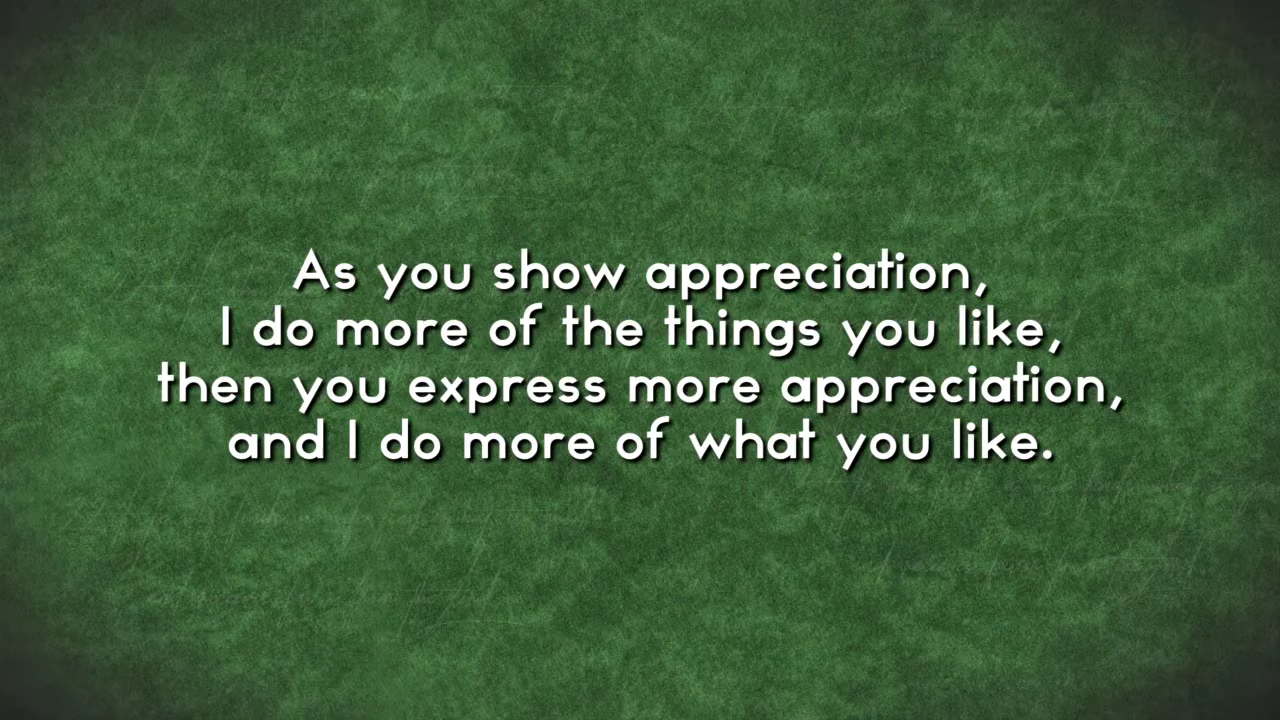 As you show appreciation,
I do more of the things you like,
then you express more appreciation,
and I do more of what you like.